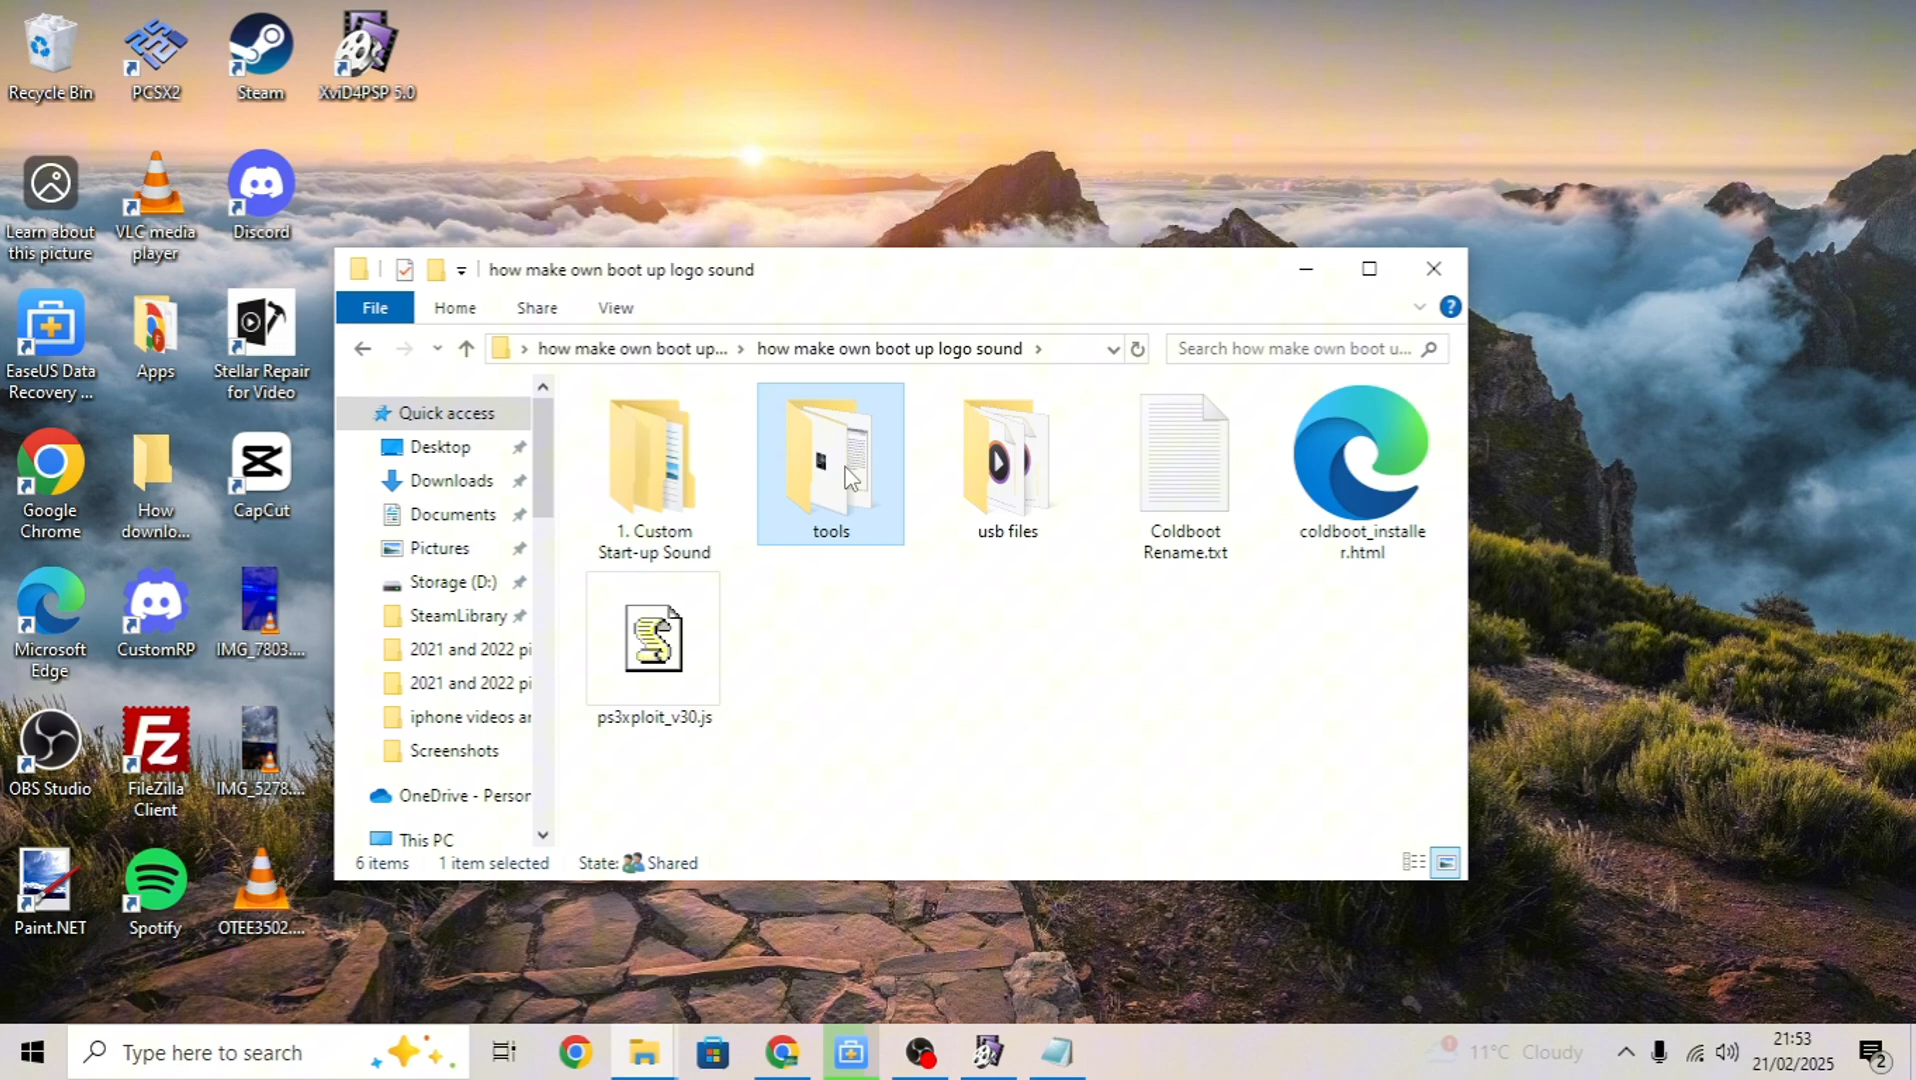 Recycle Bin
PCSX2
Steam
XviD4PSP 5.0
Learn about
this picture
VLC media
player
Discord
EaseUS Data
Recovery ...
Apps
Stellar Repair
for Video
Google
Chrome
How
downlo...
CapCut
Microsoft
Edge
CustomRP
IMG_7803....
OBS Studio
FileZilla
Client
IMG_5278....
Paint.NET
Spotify
OTEE3502....
how make own boot up logo sound
File
Home
Share
View
how make own boot up...
how make own boot up logo sound
Search how make own boot u...
Quick access
Desktop
Downloads
Documents
Pictures
Storage (D:)
SteamLibrary
2021 and 2022 pi
2021 and 2022 pi
iphone videos ar
Screenshots
OneDrive - Person
This PC
1. Custom
Start-up Sound
tools
usb files
Coldboot
Rename.txt
coldboot_installe
r.html
ps3xploit_v30.js
6 items
1 item selected
State:
Shared
Type here to search
11°C Cloudy
21:53
21/02/2025
2